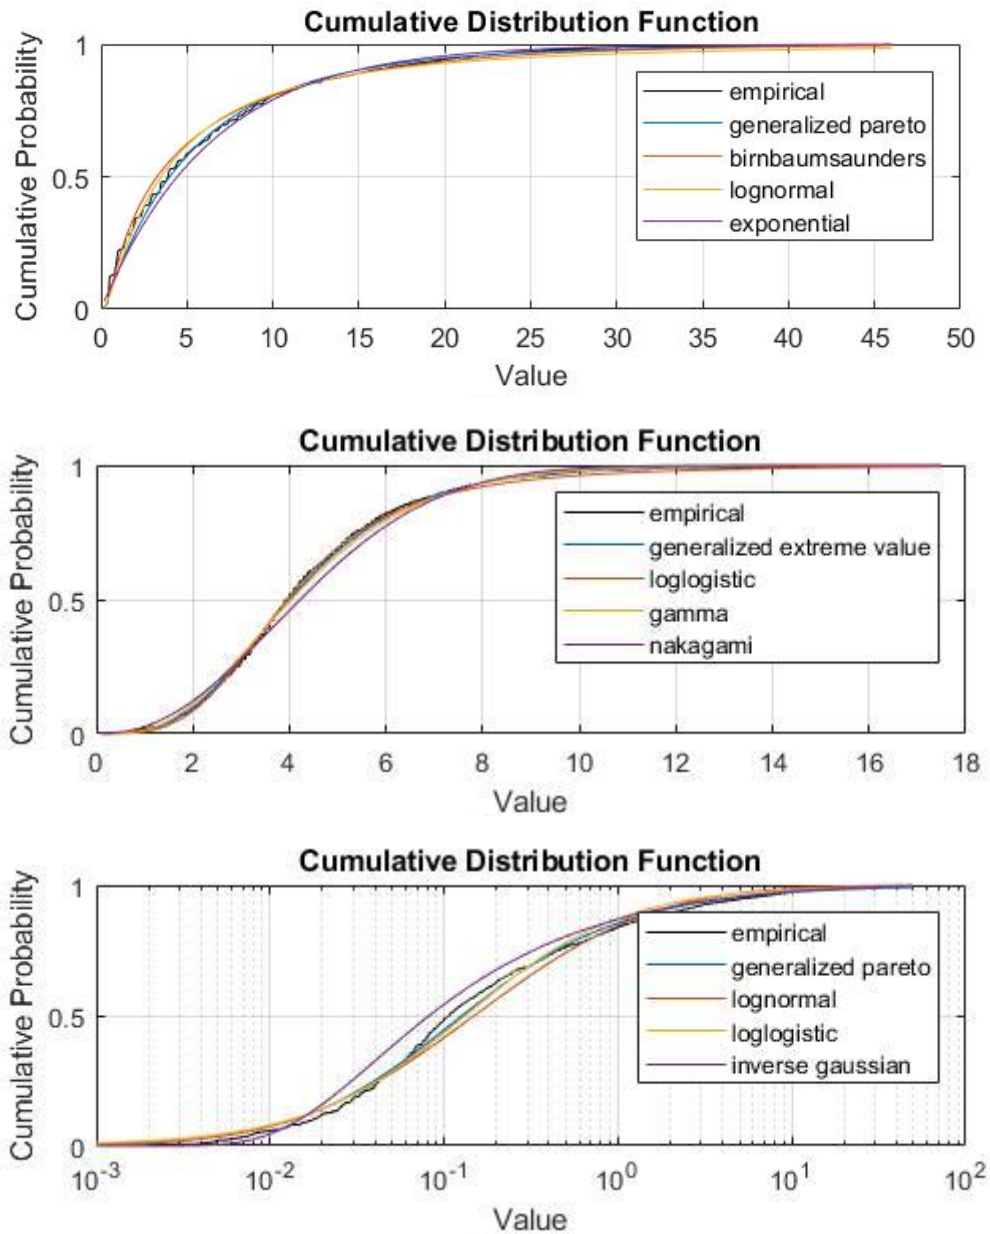 Cumulative Distribution Function
Cumulative Probability
1
0.5
0
empirical
generalized pareto
birnbaumsaunders
lognormal
exponential
0 5 10 15 20 25 30 35 40 45 50
Value
Cumulative Distribution Function
Cumulative Probability
1
0.5
0
empirical
generalized extreme value
loglogistic
gamma
nakagami
0 2 4 6 8 10 12 14 16 18
Value
Cumulative Distribution Function
Cumulative Probability
1
0.5
0
empirical
generalized pareto
lognormal
loglogistic
inverse gaussian
10^-3 10^-2 10^-1 10^0 10^1 10^2
Value